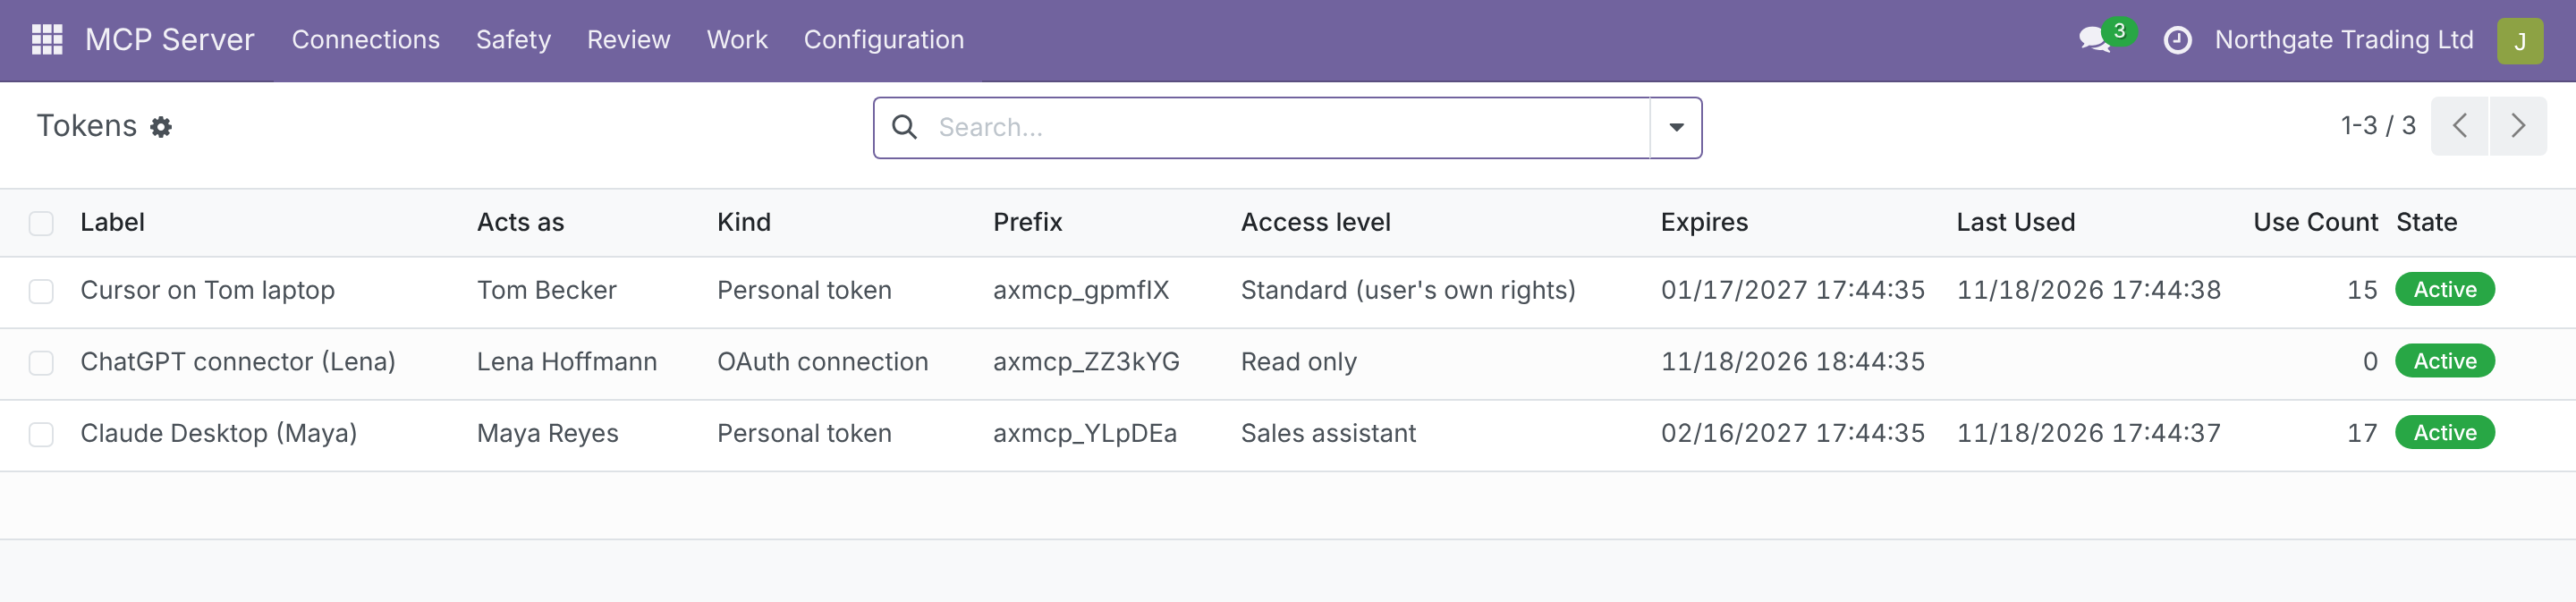 MCP Server Connections Safety Review Work Configuration 3 Northgate Trading Ltd J
Tokens Search... 1-3 / 3
Label Acts as Kind Prefix Access level Expires Last Used Use Count State
Cursor on Tom laptop Tom Becker Personal token axmcp_gpmfIX Standard (user's own rights) 01/17/2027 17:44:35 11/18/2026 17:44:38 15 Active
ChatGPT connector (Lena) Lena Hoffmann OAuth connection axmcp_ZZ3kYG Read only 11/18/2026 18:44:35 0 Active
Claude Desktop (Maya) Maya Reyes Personal token axmcp_YLpDEa Sales assistant 02/16/2027 17:44:35 11/18/2026 17:44:37 17 Active